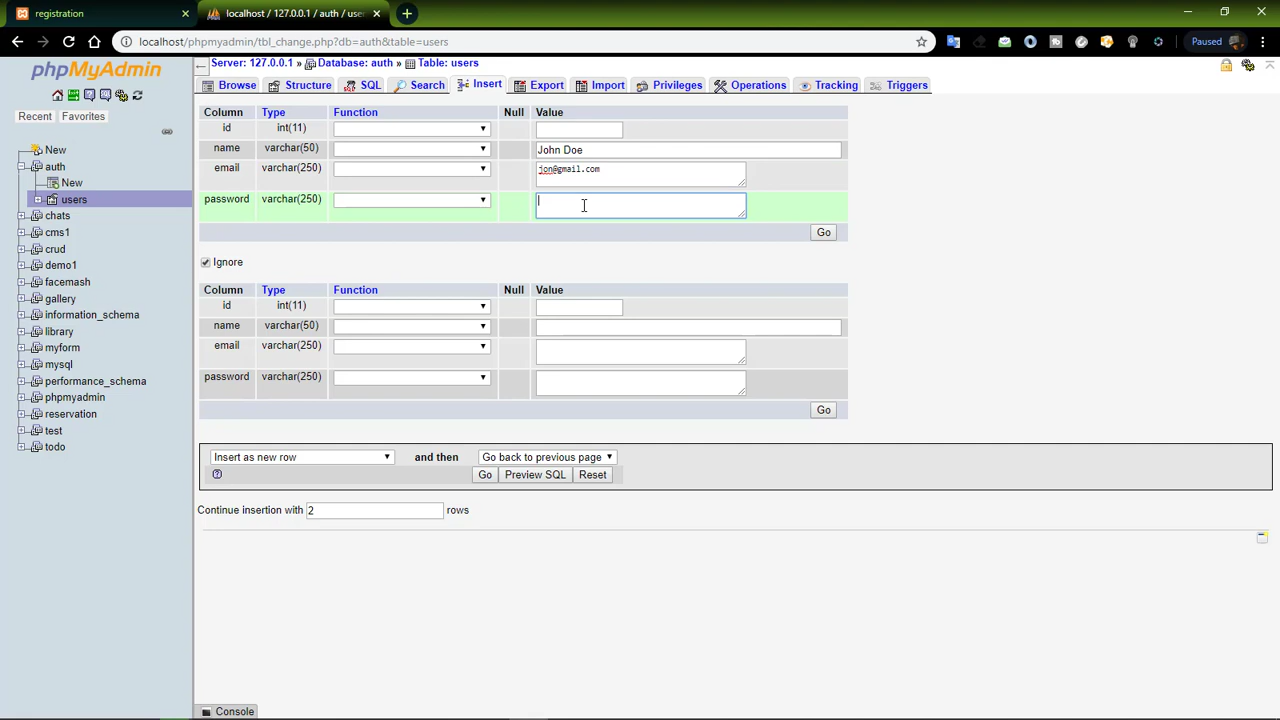 registration
localhost / 127.0.0.1 / auth / use
localhost/phpmyadmin/tbl_change.php?db=auth&table=users
Paused
phpMyAdmin
Recent
Favorites
New
auth
New
users
chats
cms1
crud
demo1
facemash
gallery
information_schema
library
myform
mysql
performance_schema
phpmyadmin
reservation
test
todo
Server: 127.0.0.1 » Database: auth » Table: users
Browse Structure SQL Search Insert Export Import Privileges Operations Tracking Triggers
Column Type Function Null Value
id int(11)
name varchar(50) John Doe
email varchar(250) jon@gmail.com
password varchar(250)
Go
Ignore
Column Type Function Null Value
id int(11)
name varchar(50)
email varchar(250)
password varchar(250)
Go
Insert as new row and then Go back to previous page
Go Preview SQL Reset
Continue insertion with 2 rows
Console